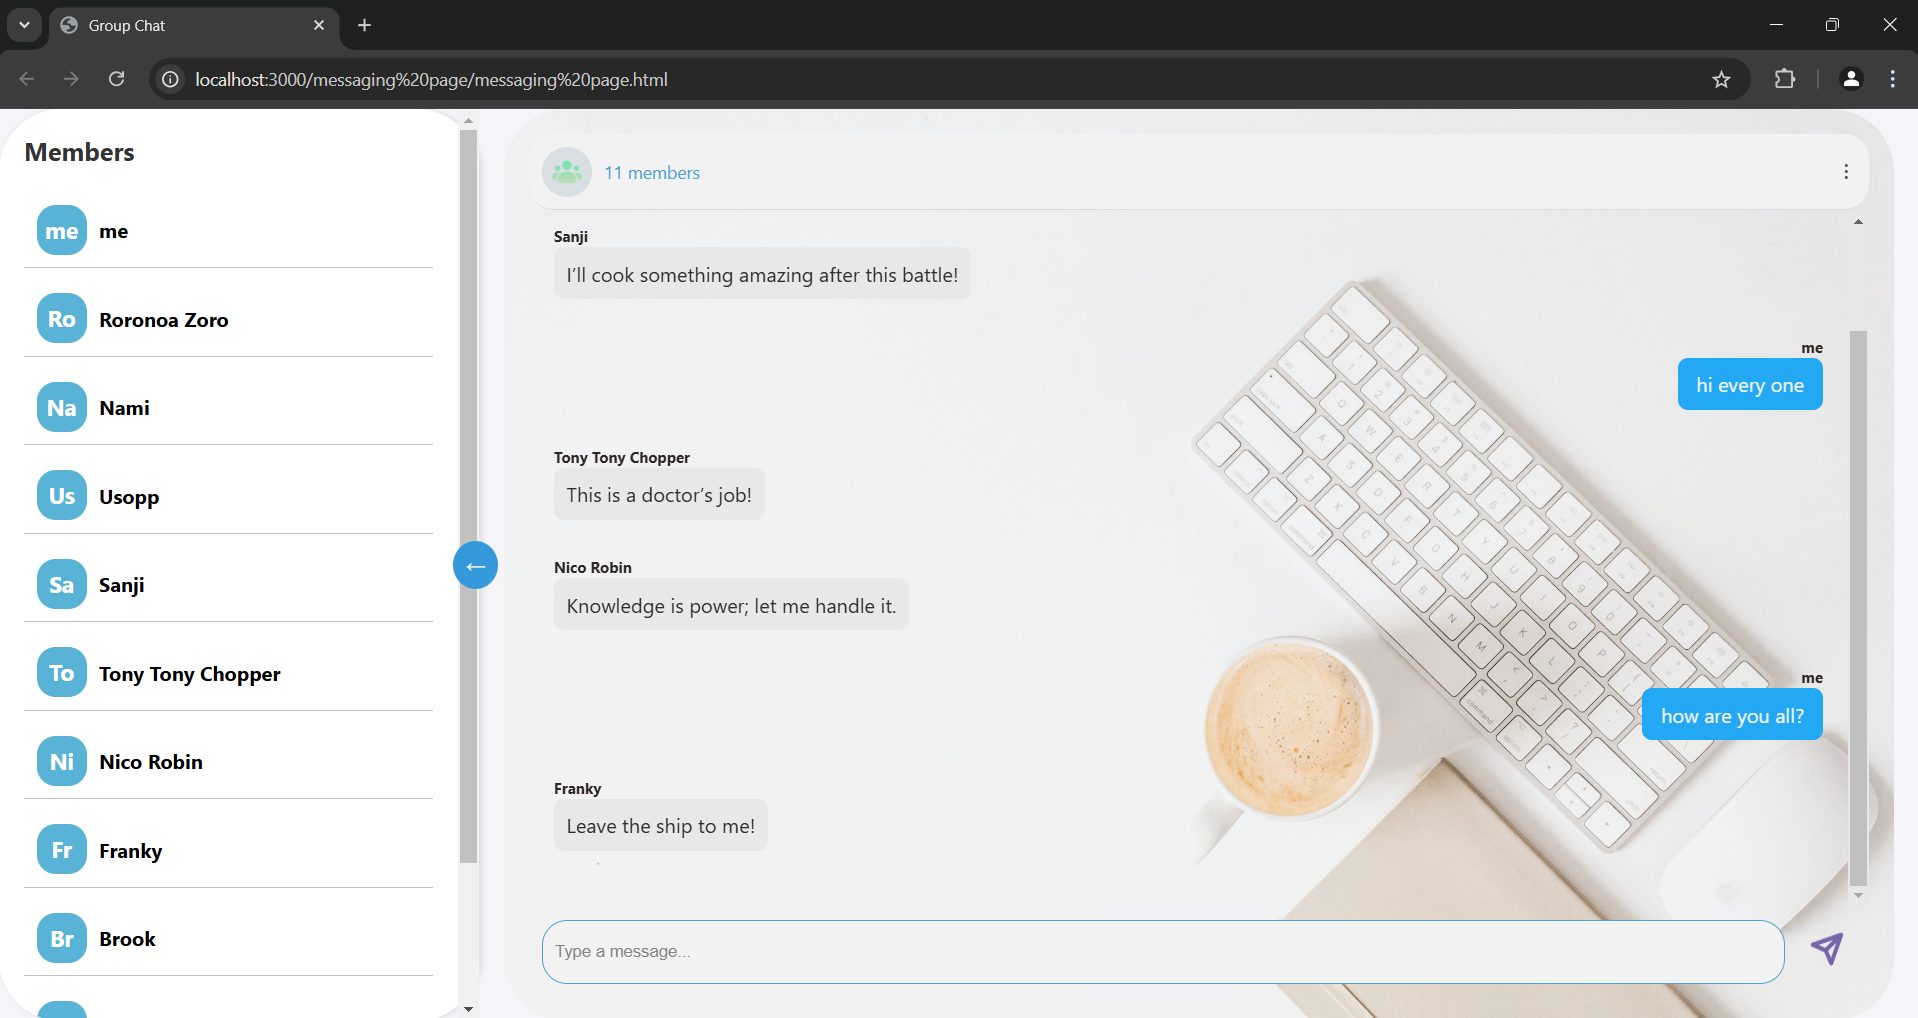 Group Chat
localhost:3000/messaging%20page/messaging%20page.html
Members
me me
Ro Roronoa Zoro
Na Nami
Us Usopp
Sa Sanji
To Tony Tony Chopper
Ni Nico Robin
Fr Franky
Br Brook
11 members
Sanji
I’ll cook something amazing after this battle!
me
hi every one
Tony Tony Chopper
This is a doctor’s job!
Nico Robin
Knowledge is power; let me handle it.
me
how are you all?
Franky
Leave the ship to me!
Type a message...